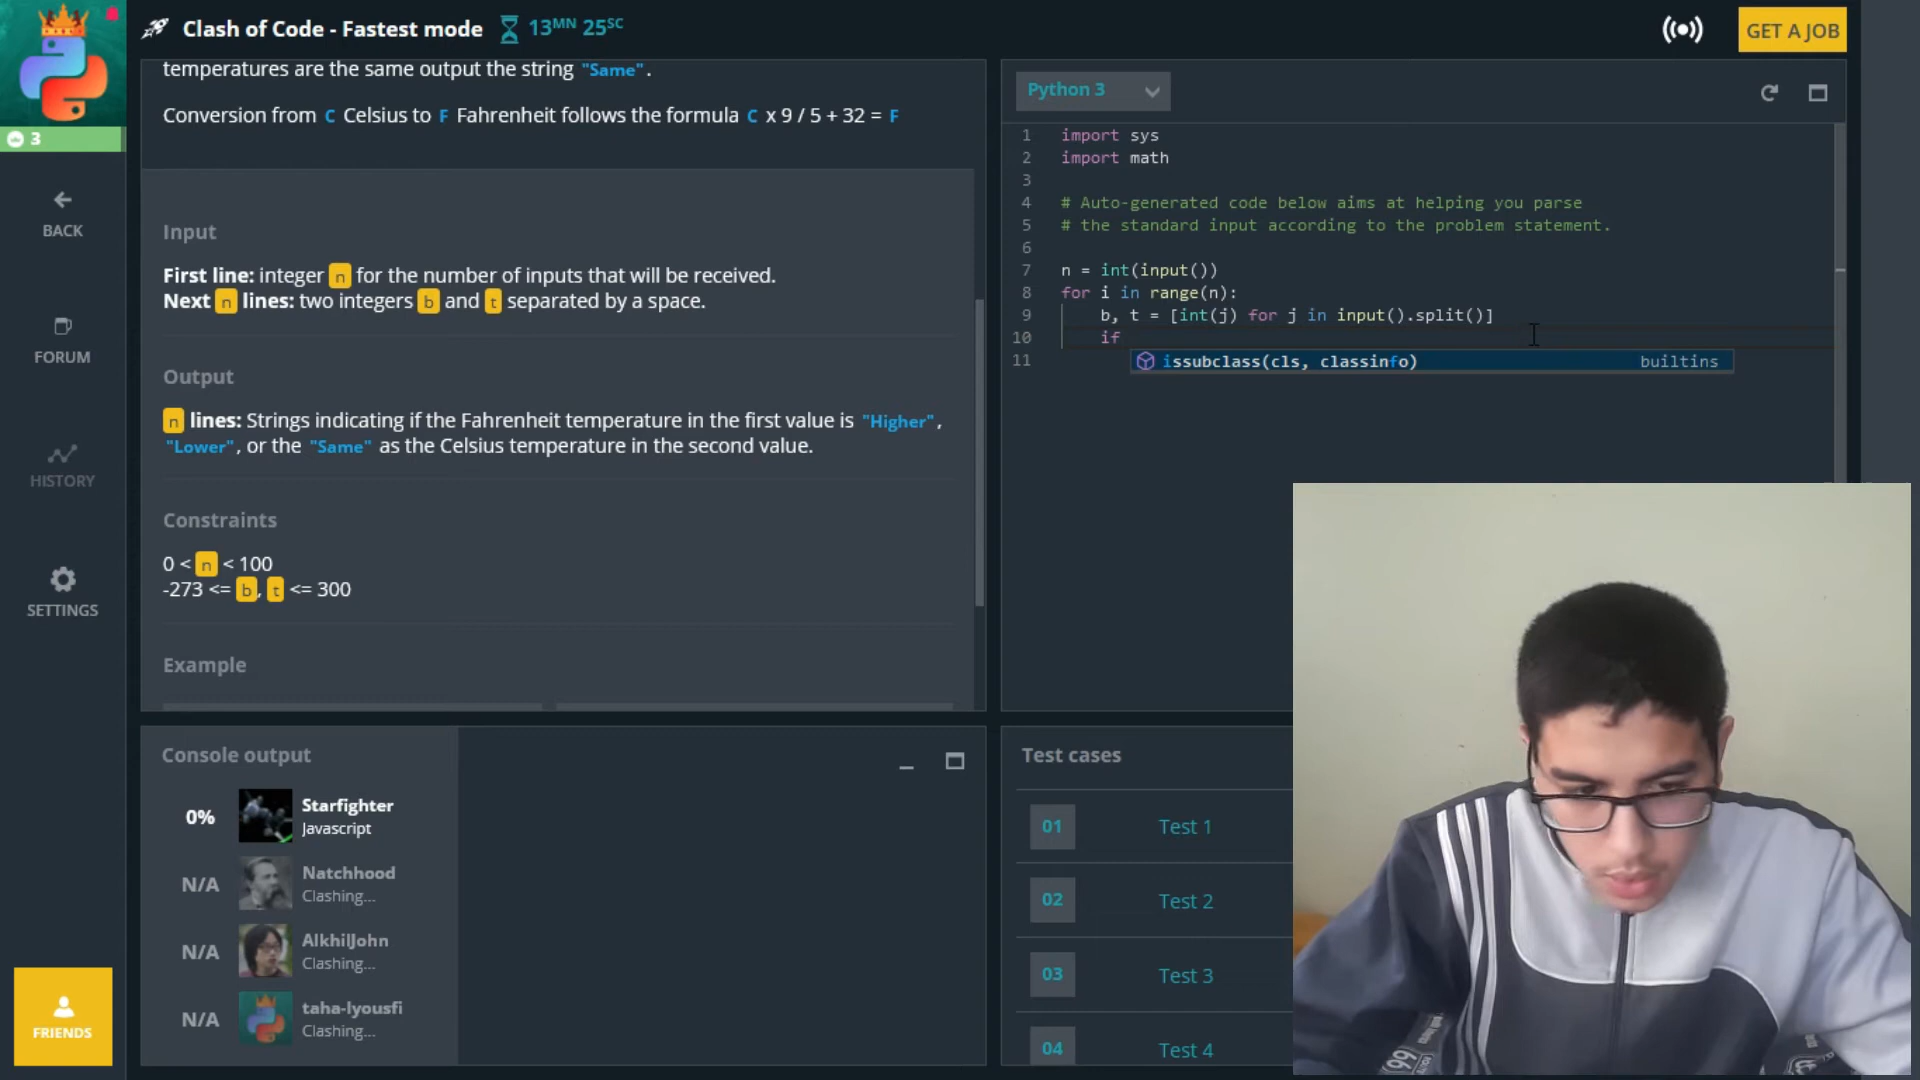 Clash of Code - Fastest mode
13MN 25SC
GET A JOB
3
BACK
FORUM
HISTORY
SETTINGS
FRIENDS
temperatures are the same output the string "Same".
Conversion from C Celsius to F Fahrenheit follows the formula C x 9 / 5 + 32 = F
Input
First line: integer n for the number of inputs that will be received.
Next n lines: two integers b and t separated by a space.
Output
n lines: Strings indicating if the Fahrenheit temperature in the first value is "Higher",
"Lower", or the "Same" as the Celsius temperature in the second value.
Constraints
0 < n < 100
-273 <= b, t <= 300
Example
Python 3
1 import sys
2 import math
3
4 # Auto-generated code below aims at helping you parse
5 # the standard input according to the problem statement.
6
7 n = int(input())
8 for i in range(n):
9 b, t = [int(j) for j in input().split()]
10 if
11
issubclass(cls, classinfo) builtins
Console output
0% Starfighter
Javascript
N/A Natchhood
Clashing...
N/A AlkhilJohn
Clashing...
N/A taha-lyousfi
Clashing...
Test cases
01 Test 1
02 Test 2
03 Test 3
04 Test 4